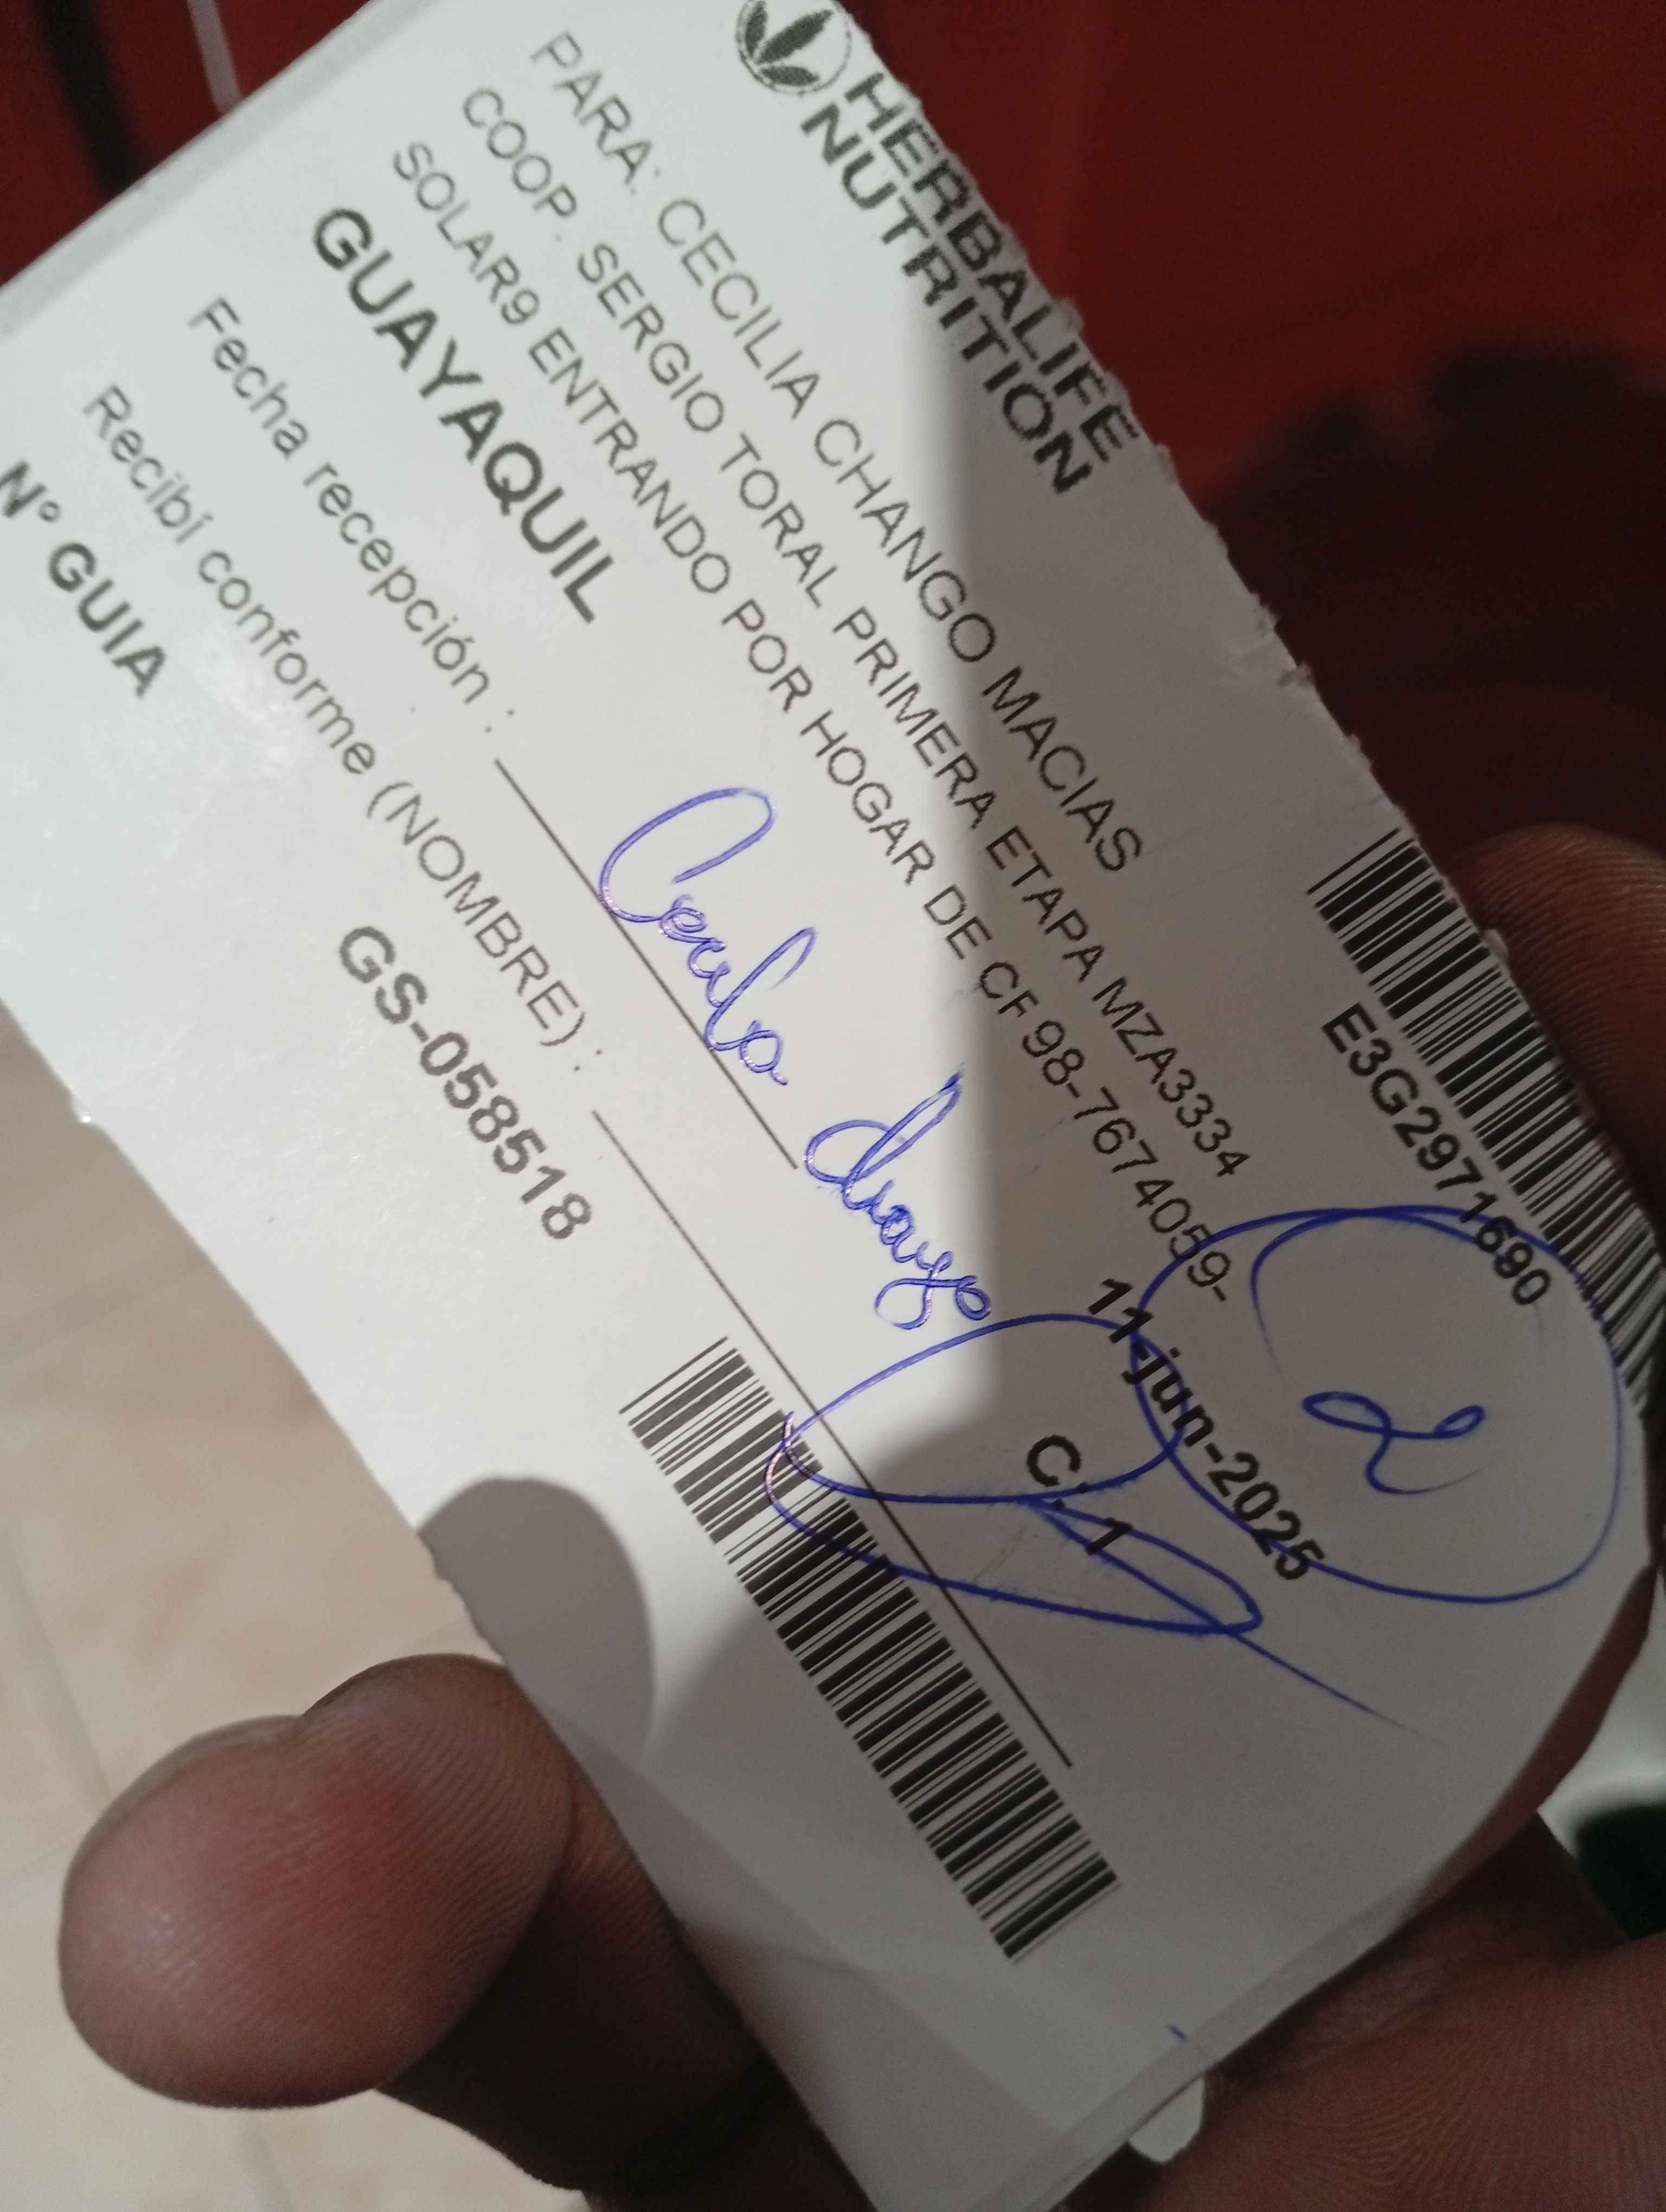 HERBALIFE
NUTRITION
E3G2971690
PARA: CECILIA CHANGO MACIAS
COOP. SERGIO TORAL PRIMERA ETAPA MZA3334
SOLAR9 ENTRANDO POR HOGAR DE CF 98-7674059-
GUAYAQUIL
11-jun-2025
2
Fecha recepción :
C: 1
Recibí conforme (NOMBRE) :
N° GUIA
GS-058518